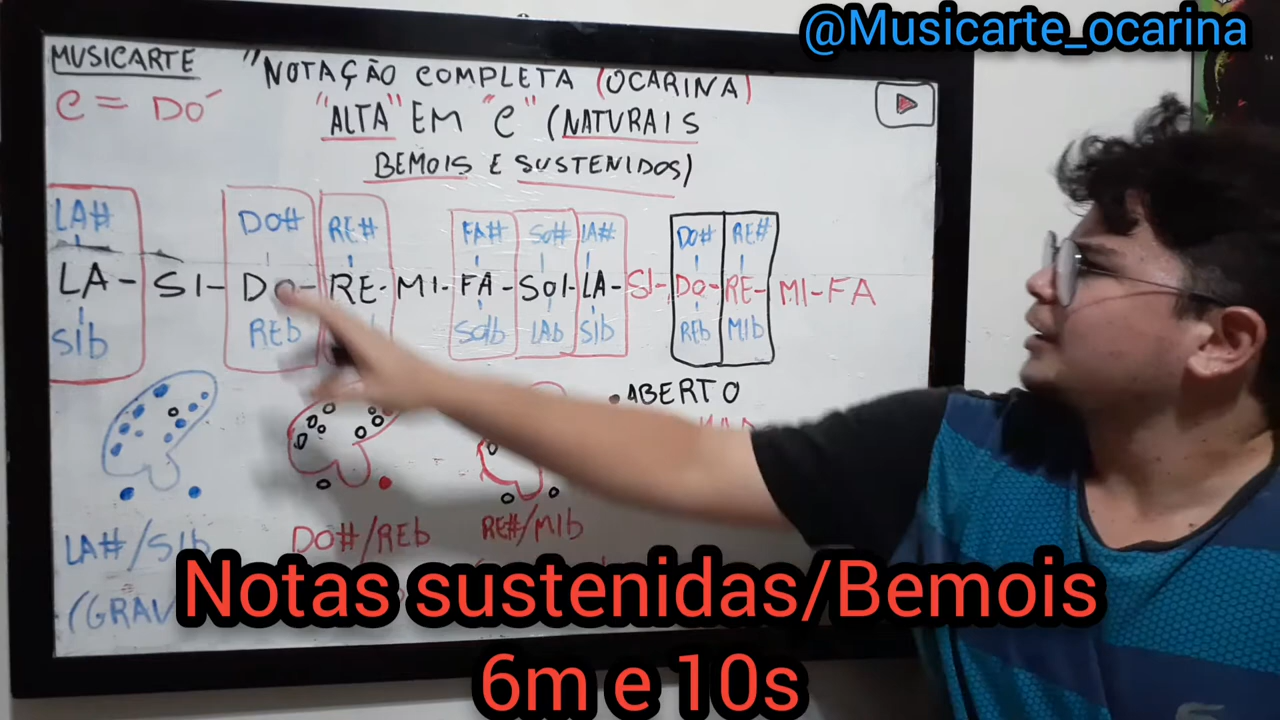 @Musicarte_ocarina
MUSICARTE "NOTAÇÃO COMPLETA (OCARINA)
C = DO´ "ALTA" EM "C" (NATURAIS
BEMOIS E SUSTENIDOS)
LA# DO# RE# FA# SO# LA# DO# RE#
LA - SI - DO - RE - MI - FA - SOl - LA - SI - DO - RE - MI - FA
SIb REb Solb LAb SIb REb MIb
• ABERTO
LA#/SIb DO#/REb RE#/MIb
(GRAV
Notas sustenidas/Bemois
6m e 10s